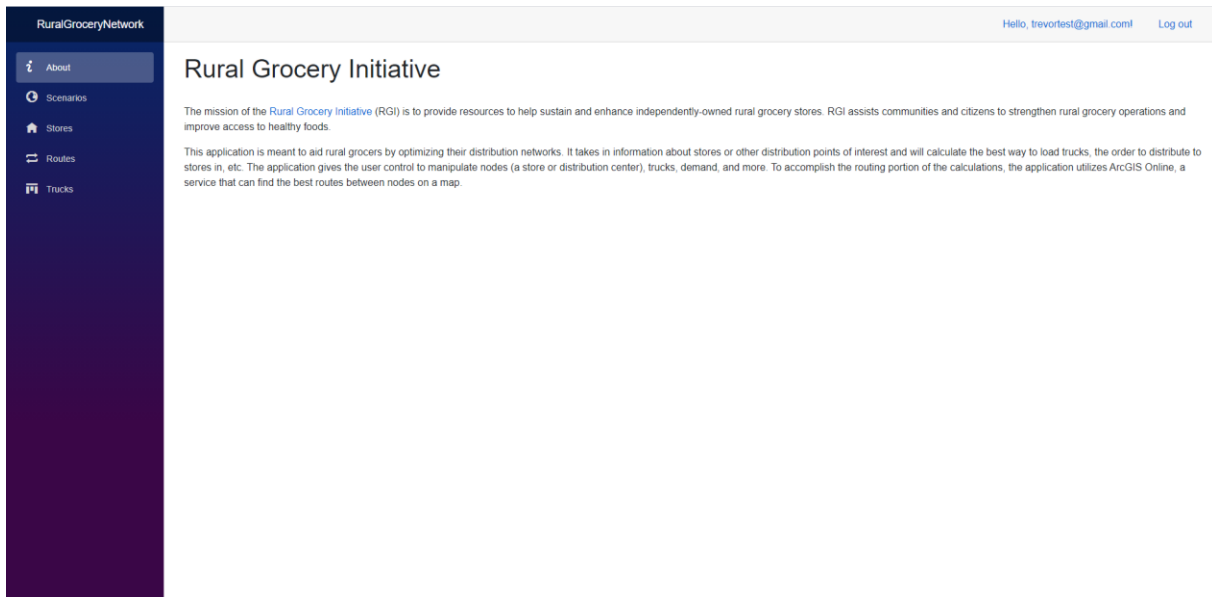 RuralGroceryNetwork
Hello, trevortest@gmail.com!
Log out
About
Scenarios
Stores
Routes
Trucks
Rural Grocery Initiative
The mission of the Rural Grocery Initiative (RGI) is to provide resources to help sustain and enhance independently-owned rural grocery stores. RGI assists communities and citizens to strengthen rural grocery operations and
improve access to healthy foods.
This application is meant to aid rural grocers by optimizing their distribution networks. It takes in information about stores or other distribution points of interest and will calculate the best way to load trucks, the order to distribute to
stores in, etc. The application gives the user control to manipulate nodes (a store or distribution center), trucks, demand, and more. To accomplish the routing portion of the calculations, the application utilizes ArcGIS Online, a
service that can find the best routes between nodes on a map.